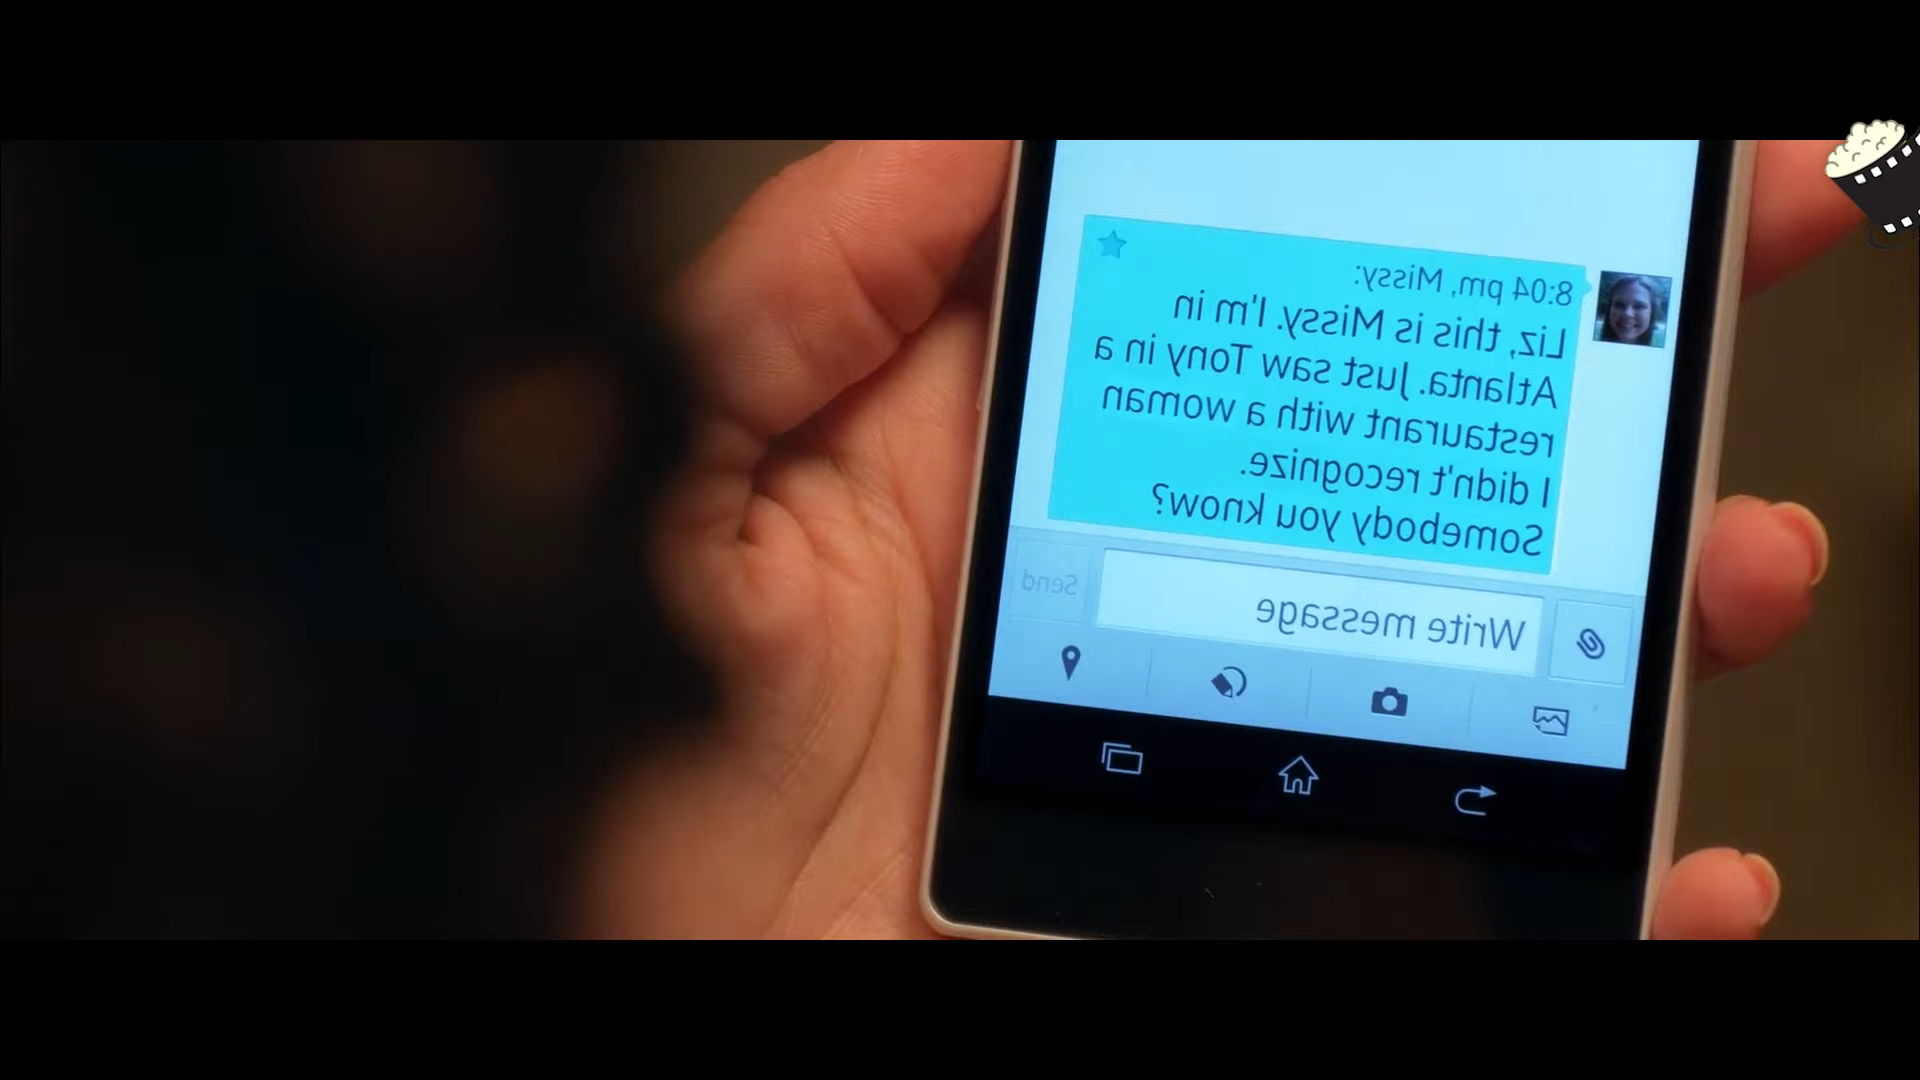 8:04 pm, Missy:
Liz, this is Missy. I'm in
Atlanta. Just saw Tony in a
restaurant with a woman
I didn't recognize.
Somebody you know?
Write message
Send